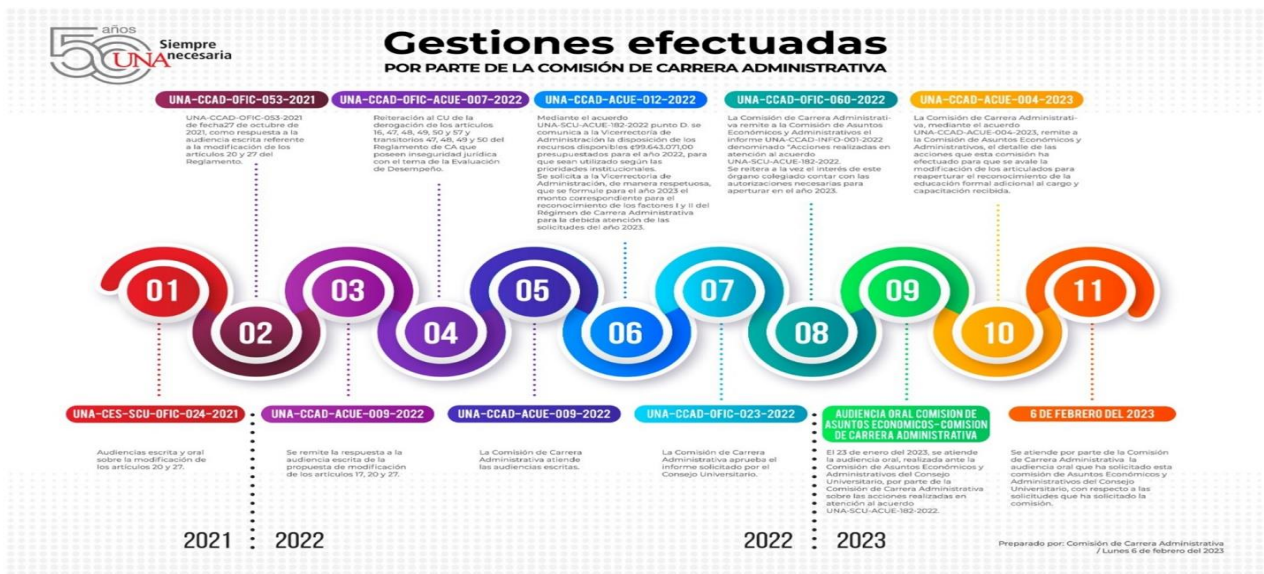 50 años
UNA
Siempre
necesaria
Gestiones efectuadas
POR PARTE DE LA COMISIÓN DE CARRERA ADMINISTRATIVA
UNA-CCAD-OFIC-053-2021
UNA-CCAD-OFIC-053-2021
de fecha27 de octubre de
2021, como respuesta a la
audiencia escrita referente
a la modificación de los
artículos 20 y 27 del
Reglamento.
UNA-CCAD-OFIC-ACUE-007-2022
Reiteración al CU de la
derogación de los artículos
16, 47, 48, 49, 50 y 57 y
transitorios 47, 48, 49 y 50 del
Reglamento de CA que
poseen inseguridad jurídica
con el tema de la Evaluación
de Desempeño.
UNA-CCAD-ACUE-012-2022
Mediante el acuerdo
UNA-SCU-ACUE-182-2022 punto D. se
comunica a la Vicerrectoría de
Administración la disposición de los
recursos disponibles ₡99.643.071,00
presupuestados para el año 2022, para
que sean utilizado según las
prioridades institucionales.
Se solicita a la Vicerrectoría de
Administración, de manera respetuosa,
que se formule para el año 2023 el
monto correspondiente para el
reconocimiento de los factores I y II del
Régimen de Carrera Administrativa
para la debida atención de las
solicitudes del año 2023.
UNA-CCAD-OFIC-060-2022
La Comisión de Carrera Administrati-
va remite a la Comisión de Asuntos
Económicos y Administrativos el
informe UNA-CCAD-INFO-001-2022.
denominado "Acciones realizadas en
atención al acuerdo
UNA-SCU-ACUE-182-2022.
Se reitera a la vez el interés de este
órgano colegiado contar con las
autorizaciones necesarias para
aperturar en el año 2023.
UNA-CCAD-ACUE-004-2023
La Comisión de Carrera Administrati-
va, mediante el acuerdo
UNA-CCAD-ACUE-004-2023, remite a
la Comisión de Asuntos Económicos y
Administrativos, el detalle de las
acciones que esta comisión ha
efectuado para que se avale la
modificación de los articulados para
reaperturar el reconocimiento de la
educación formal adicional al cargo y
capacitación recibida.
01
02
03
04
05
06
07
08
09
10
11
UNA-CES-SCU-OFIC-024-2021
Audiencias escrita y oral
sobre la modificación de
los artículos 20 y 27.
UNA-CCAD-ACUE-009-2022
Se remite la respuesta a la
audiencia escrita de la
propuesta de modificación
de los artículos 17, 20 y 27.
UNA-CCAD-ACUE-009-2022
La Comisión de Carrera
Administrativa atiende
las audiencias escritas.
UNA-CCAD-OFIC-023-2022
La Comisión de Carrera
Administrativa aprueba el
informe solicitado por el
Consejo Universitario.
AUDIENCIA ORAL COMISION DE
ASUNTOS ECONOMICOS-COMISION
DE CARRERA ADMINISTRATIVA
El 23 de enero del 2023, se atiende
la audiencia oral, realizada ante la
Comisión de Asuntos Económicos y
Administrativos del Consejo
Universitario, por parte de la
Comisión de Carrera Administrativa
sobre las acciones realizadas en
atención al acuerdo
UNA-SCU-ACUE-182-2022.
6 DE FEBRERO DEL 2023
Se atiende por parte de la Comisión
de Carrera Administrativa la
audiencia oral que ha solicitado esta
comisión de Asuntos Económicos y
Administrativos del Consejo
Universitario, con respecto a las
solicitudes que ha solicitado la
comisión.
2021
2022
2022
2023
Preparado por: Comisión de Carrera Administrativa
/ Lunes 6 de febrero del 2023